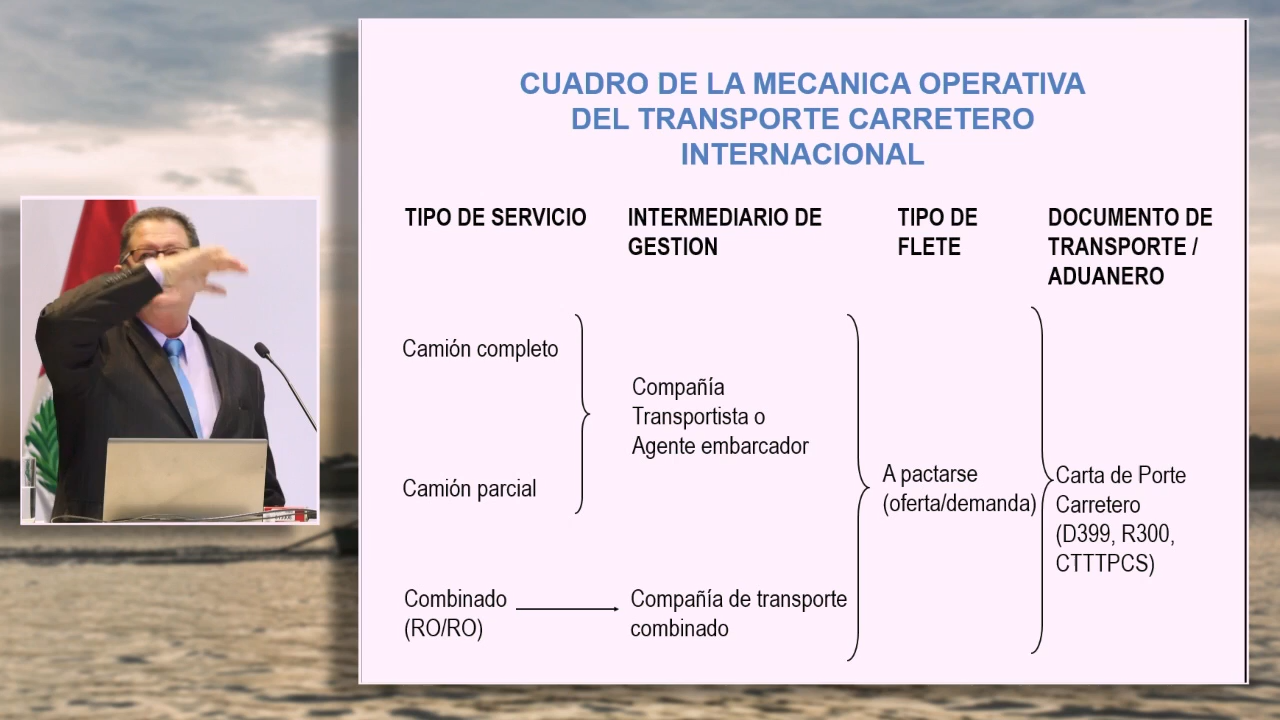 CUADRO DE LA MECANICA OPERATIVA
DEL TRANSPORTE CARRETERO
INTERNACIONAL
TIPO DE SERVICIO
INTERMEDIARIO DE
GESTION
TIPO DE
FLETE
DOCUMENTO DE
TRANSPORTE /
ADUANERO
Camión completo
Camión parcial
Compañía
Transportista o
Agente embarcador
A pactarse
(oferta/demanda)
Carta de Porte
Carretero
(D399, R300,
CTTTPCS)
Combinado
(RO/RO)
Compañía de transporte
combinado